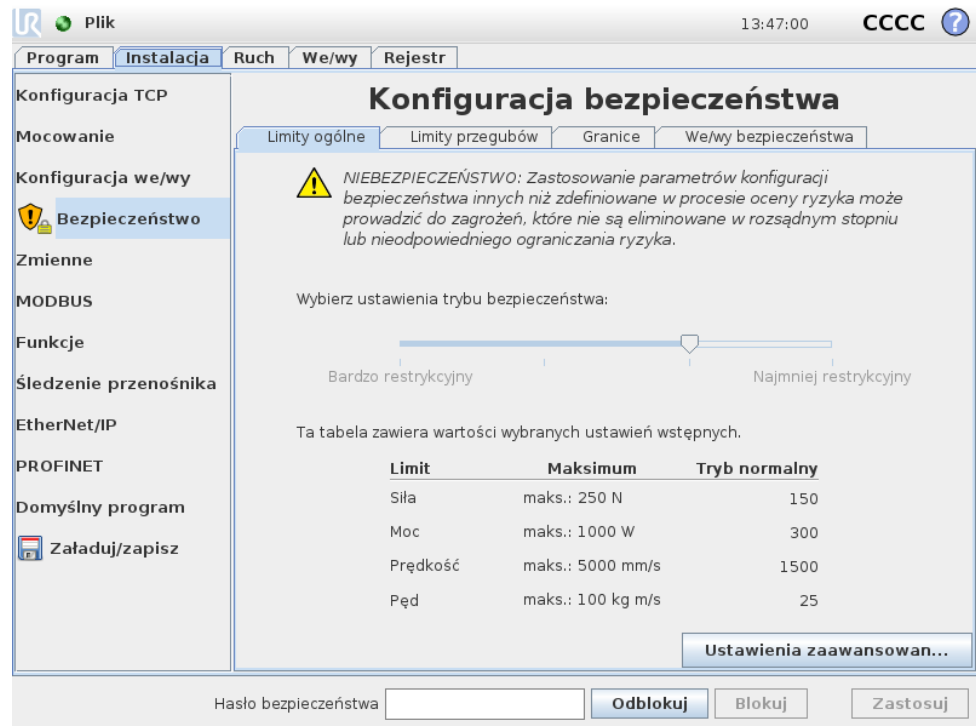 UR Plik 13:47:00 CCCC ?
Program Instalacja Ruch We/wy Rejestr
Konfiguracja TCP
Mocowanie
Konfiguracja we/wy
Bezpieczeństwo
Zmienne
MODBUS
Funkcje
Śledzenie przenośnika
EtherNet/IP
PROFINET
Domyślny program
Załaduj/zapisz
Konfiguracja bezpieczeństwa
Limity ogólne Limity przegubów Granice We/wy bezpieczeństwa
NIEBEZPIECZEŃSTWO: Zastosowanie parametrów konfiguracji
bezpieczeństwa innych niż zdefiniowane w procesie oceny ryzyka może
prowadzić do zagrożeń, które nie są eliminowane w rozsądnym stopniu
lub nieodpowiedniego ograniczania ryzyka.
Wybierz ustawienia trybu bezpieczeństwa:
Bardzo restrykcyjny Najmniej restrykcyjny
Ta tabela zawiera wartości wybranych ustawień wstępnych.
Limit Maksimum Tryb normalny
Siła maks.: 250 N 150
Moc maks.: 1000 W 300
Prędkość maks.: 5000 mm/s 1500
Pęd maks.: 100 kg m/s 25
Ustawienia zaawansowan...
Hasło bezpieczeństwa Odblokuj Blokuj Zastosuj